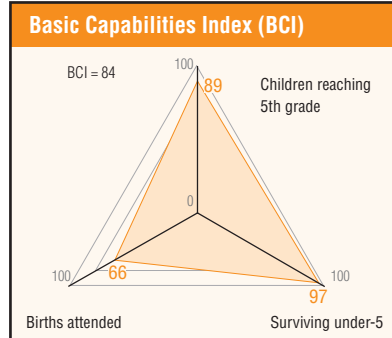 Basic Capabilities Index (BCI)
BCI = 84
100
89
Children reaching
5th grade
0
100
66
100
97
Births attended
Surviving under-5